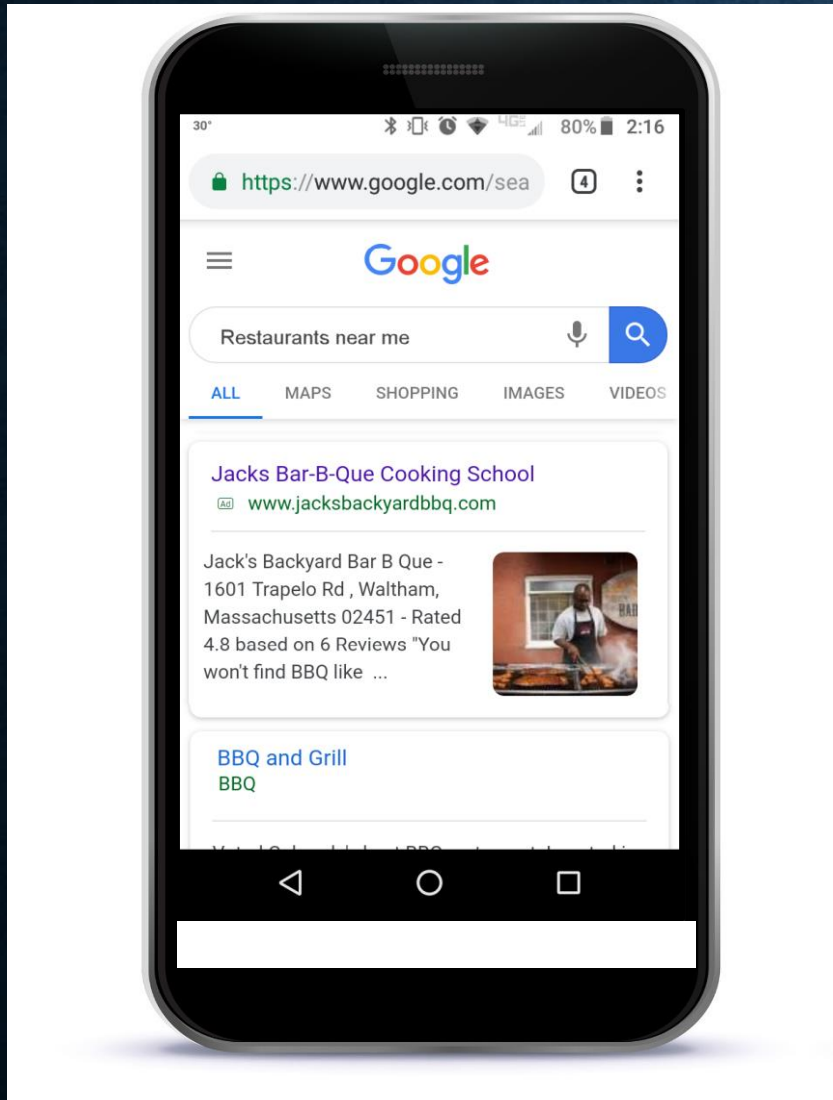 30° 4G 80% 2:16
https://www.google.com/sea 4
Google
Restaurants near me
ALL MAPS SHOPPING IMAGES VIDEOS
Jacks Bar-B-Que Cooking School
Ad www.jacksbackyardbbq.com
Jack's Backyard Bar B Que -
1601 Trapelo Rd , Waltham,
Massachusetts 02451 - Rated
4.8 based on 6 Reviews "You
won't find BBQ like ...
BAR
BBQ and Grill
BBQ